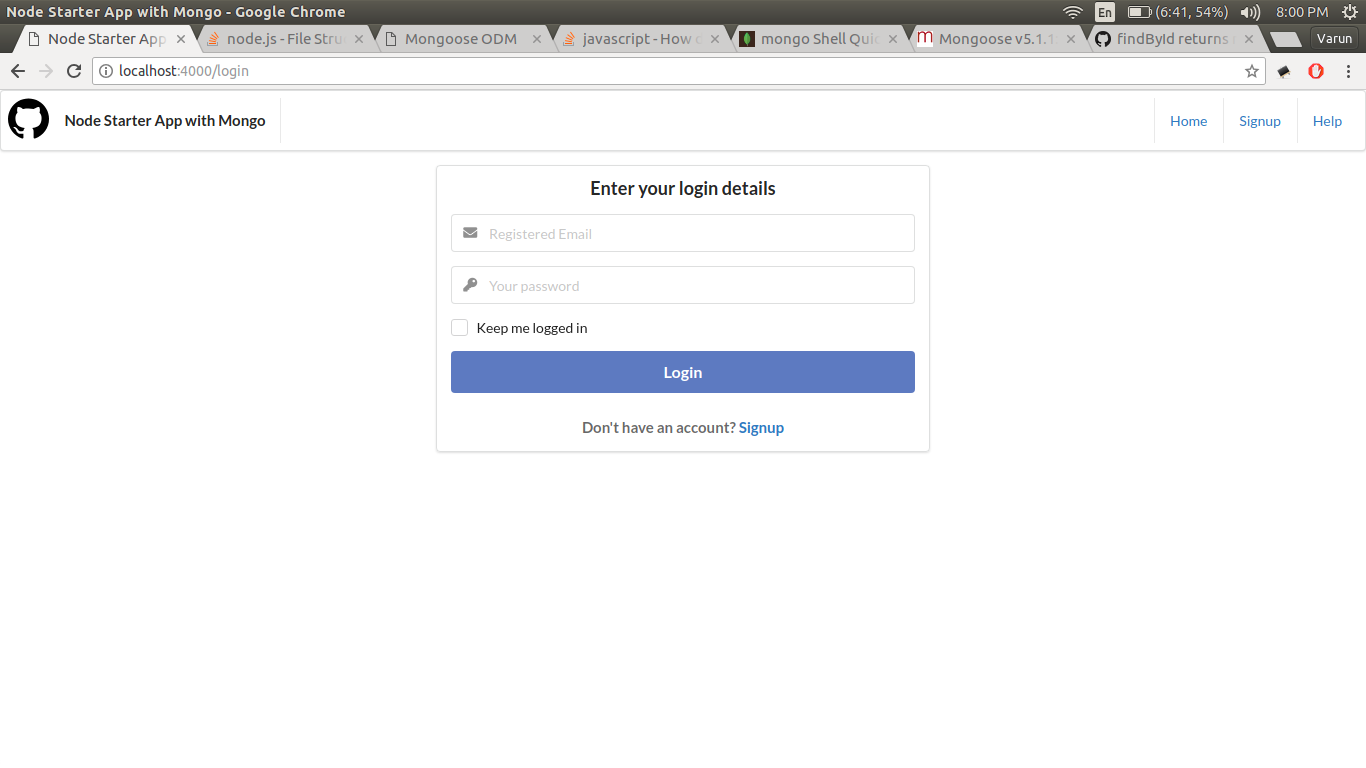 Node Starter App with Mongo - Google Chrome
En (6:41, 54%) 8:00 PM
Node Starter App node.js - File Stru Mongoose ODM javascript - How mongo Shell Quic Mongoose v5.1.1 findById returns Varun
localhost:4000/login
Node Starter App with Mongo Home Signup Help
Enter your login details
Registered Email
Your password
Keep me logged in
Login
Don't have an account? Signup